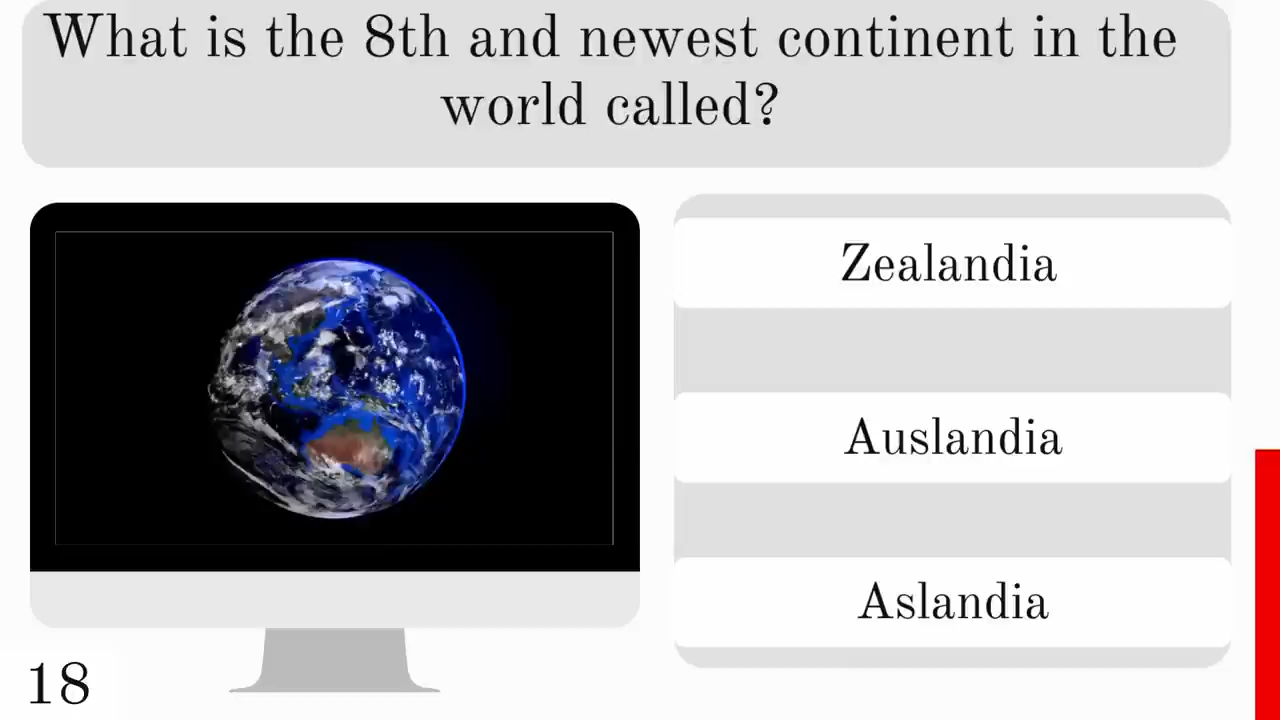 What is the 8th and newest continent in the
world called?
Zealandia
Auslandia
Aslandia
18